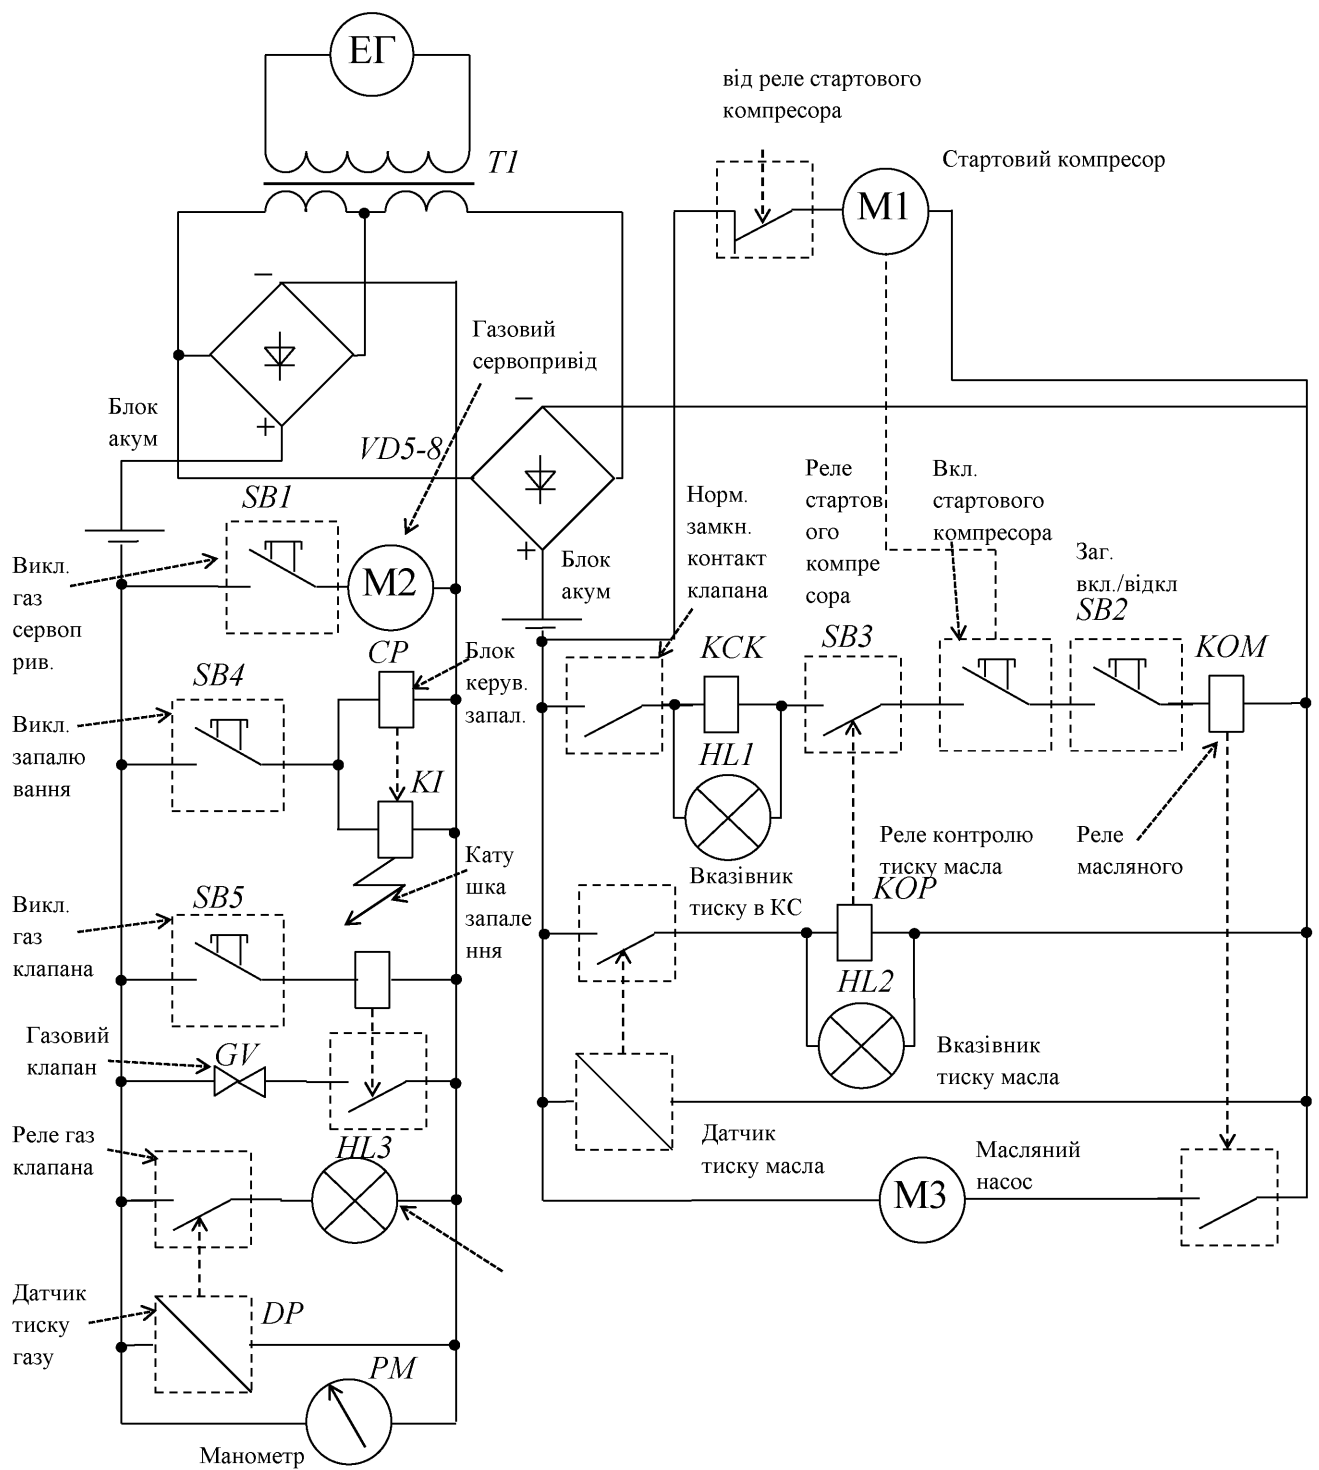 ЕГ
від реле стартового
компресора
T1
Стартовий компресор
М1
−
Газовий
сервопривід
Блок
акум
+
VD5-8
−
SB1
Норм.
замкн.
контакт
клапана
Реле
стартов
ого
компре
сора
Вкл.
стартового
компресора
+
Блок
акум
Заг.
вкл./відкл
SB2
Викл.
газ
сервоп
рив.
М2
CP
Блок
керув.
запал.
SB4
KCK
SB3
KOM
Викл.
запалю
вання
HL1
KI
Кату
шка
запале
ння
Реле контролю
тиску масла
Реле
масляного
Вказівник
тиску в КС
KOP
Викл.
газ
клапана
SB5
HL2
Газовий
клапан
GV
Вказівник
тиску масла
Реле газ
клапана
HL3
Датчик
тиску масла
Масляний
насос
М3
Датчик
тиску
газу
DP
PM
Манометр